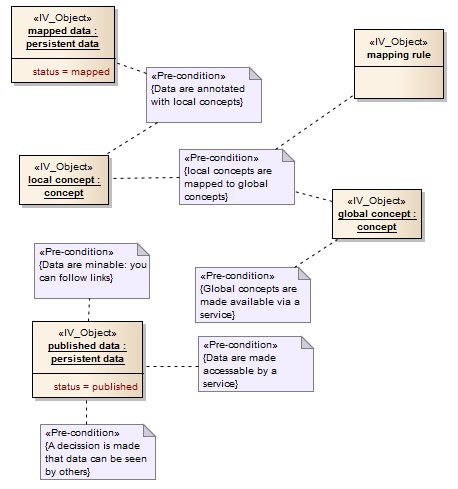 «IV_Object»
mapped data :
persistent data
status = mapped
«IV_Object»
mapping rule
«Pre-condition»
{Data are annotated
with local concepts}
«IV_Object»
local concept :
concept
«Pre-condition»
{local concepts are
mapped to global
concepts}
«IV_Object»
global concept :
concept
«Pre-condition»
{Data are minable: you
can follow links}
«Pre-condition»
{Global concepts are
made available via a
service}
«IV_Object»
published data :
persistent data
status = published
«Pre-condition»
{Data are made
accessable by a
service}
«Pre-condition»
{A decission is made
that data can be seen
by others}